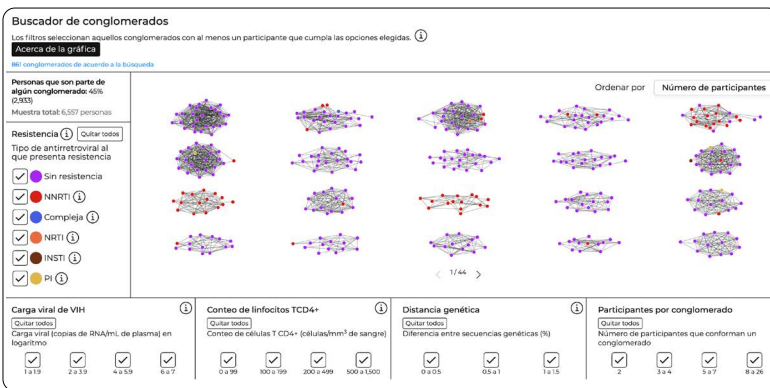 Buscador de conglomerados
Los filtros seleccionan aquellos conglomerados con al menos un participante que cumpla las opciones elegidas.
Acerca de la gráfica
861 conglomerados de acuerdo a la búsqueda
Personas que son parte de
algún conglomerado: 45%
(2,933)
Muestra total: 6,557 personas
Ordenar por Número de participantes
Resistencia Quitar todos
Tipo de antirretroviral al
que presenta resistencia
Sin resistencia
NNRTI
Compleja
NRTI
INSTI
PI
1/44
Carga viral de VIH
Quitar todos
Carga viral (copias de RNA/mL de plasma) en
logaritmo
1 a 1.9 2 a 3.9 4 a 5.9 6 a 7
Conteo de linfocitos TCD4+
Quitar todos
Conteo de células T CD4+ (células/mm³ de sangre)
0 a 99 100 a 199 200 a 499 500 a 1,500
Distancia genética
Quitar todos
Diferencia entre secuencias genéticas (%)
0 a 0.5 0.5 a 1 1 a 1.5
Participantes por conglomerado
Quitar todos
Número de participantes que conforman un
conglomerado
2 3 a 4 5 a 7 8 a 26